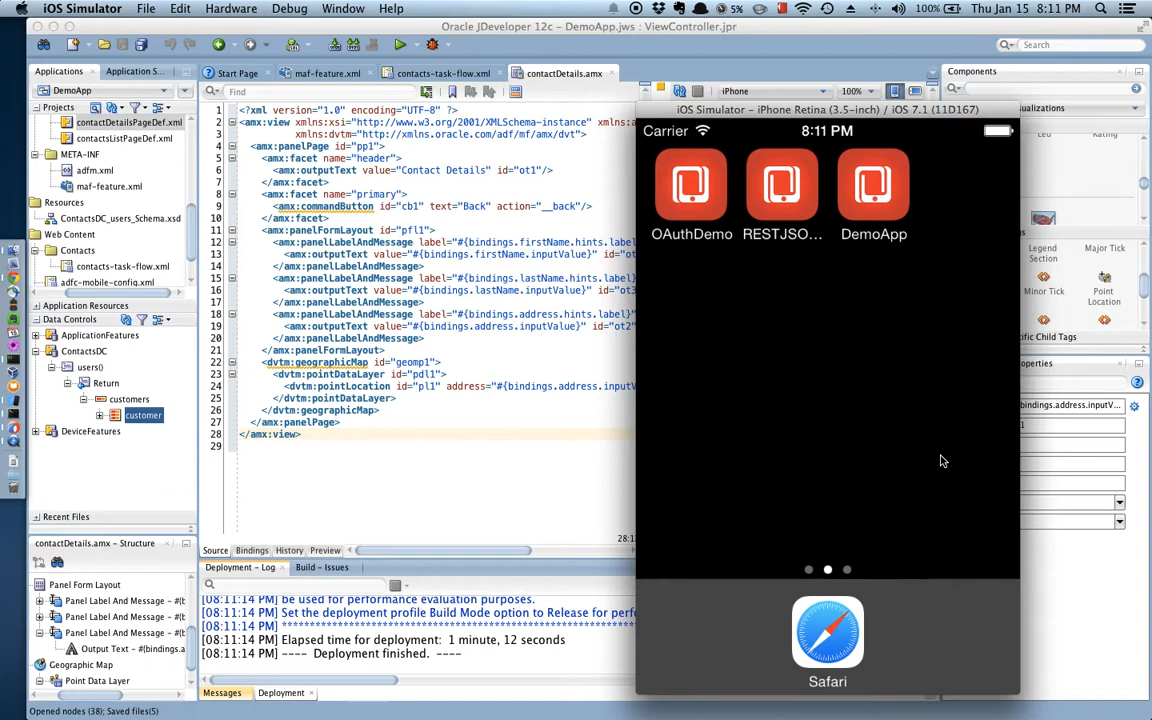 iOS Simulator File Edit Hardware Debug Window Help 5% 100% Thu Jan 15 8:11 PM
Oracle JDeveloper 12c - DemoApp.jws : ViewController.jpr
Search
Applications Application S...
DemoApp
Projects
contactDetailsPageDef.xml
contactsListPageDef.xml
META-INF
adfm.xml
maf-feature.xml
Resources
ContactsDC_users_Schema.xsd
Web Content
Contacts
contacts-task-flow.xml
adfc-mobile-config.xml
Application Resources
Data Controls
ApplicationFeatures
ContactsDC
users()
Return
customers
customer
DeviceFeatures
Recent Files
contactDetails.amx - Structure
Panel Form Layout
Panel Label And Message - #{b
Panel Label And Message - #{b
Panel Label And Message - #{b
Output Text - #{bindings.a
Geographic Map
Point Data Layer
Opened nodes (38); Saved files(5)
Start Page maf-feature.xml contacts-task-flow.xml contactDetails.amx
Find
iPhone 100%
1 <?xml version="1.0" encoding="UTF-8" ?>
2 <amx:view xmlns:xsi="http://www.w3.org/2001/XMLSchema-instance" xmlns:a
3 xmlns:dvtm="http://xmlns.oracle.com/adf/mf/amx/dvt">
4 <amx:panelPage id="pp1">
5 <amx:facet name="header">
6 <amx:outputText value="Contact Details" id="ot1"/>
7 </amx:facet>
8 <amx:facet name="primary">
9 <amx:commandButton id="cb1" text="Back" action="__back"/>
10 </amx:facet>
11 <amx:panelFormLayout id="pfl1">
12 <amx:panelLabelAndMessage label="#{bindings.firstName.hints.label
13 <amx:outputText value="#{bindings.firstName.inputValue}" id="ot
14 </amx:panelLabelAndMessage>
15 <amx:panelLabelAndMessage label="#{bindings.lastName.hints.label}
16 <amx:outputText value="#{bindings.lastName.inputValue}" id="ot3
17 </amx:panelLabelAndMessage>
18 <amx:panelLabelAndMessage label="#{bindings.address.hints.label}"
19 <amx:outputText value="#{bindings.address.inputValue}" id="ot2"
20 </amx:panelLabelAndMessage>
21 </amx:panelFormLayout>
22 <dvtm:geographicMap id="geomp1">
23 <dvtm:pointDataLayer id="pdl1">
24 <dvtm:pointLocation id="pl1" address="#{bindings.address.inputV
25 </dvtm:pointDataLayer>
26 </dvtm:geographicMap>
27 </amx:panelPage>
28 </amx:view>
29
28:12
Source Bindings History Preview
Deployment - Log Build - Issues
[08:11:14 PM] be used for performance evaluation purposes.
[08:11:14 PM] Set the deployment profile Build Mode option to Release for perf
[08:11:14 PM] ****************************************************
[08:11:14 PM] Elapsed time for deployment: 1 minute, 12 seconds
[08:11:14 PM] ---- Deployment finished. ----
Messages Deployment
iOS Simulator - iPhone Retina (3.5-inch) / iOS 7.1 (11D167)
Carrier 8:11 PM
OAuthDemo RESTJSO... DemoApp
Safari
Components
Legend Section
Major Tick
Minor Tick
Point Location
bindings.address.inputV...